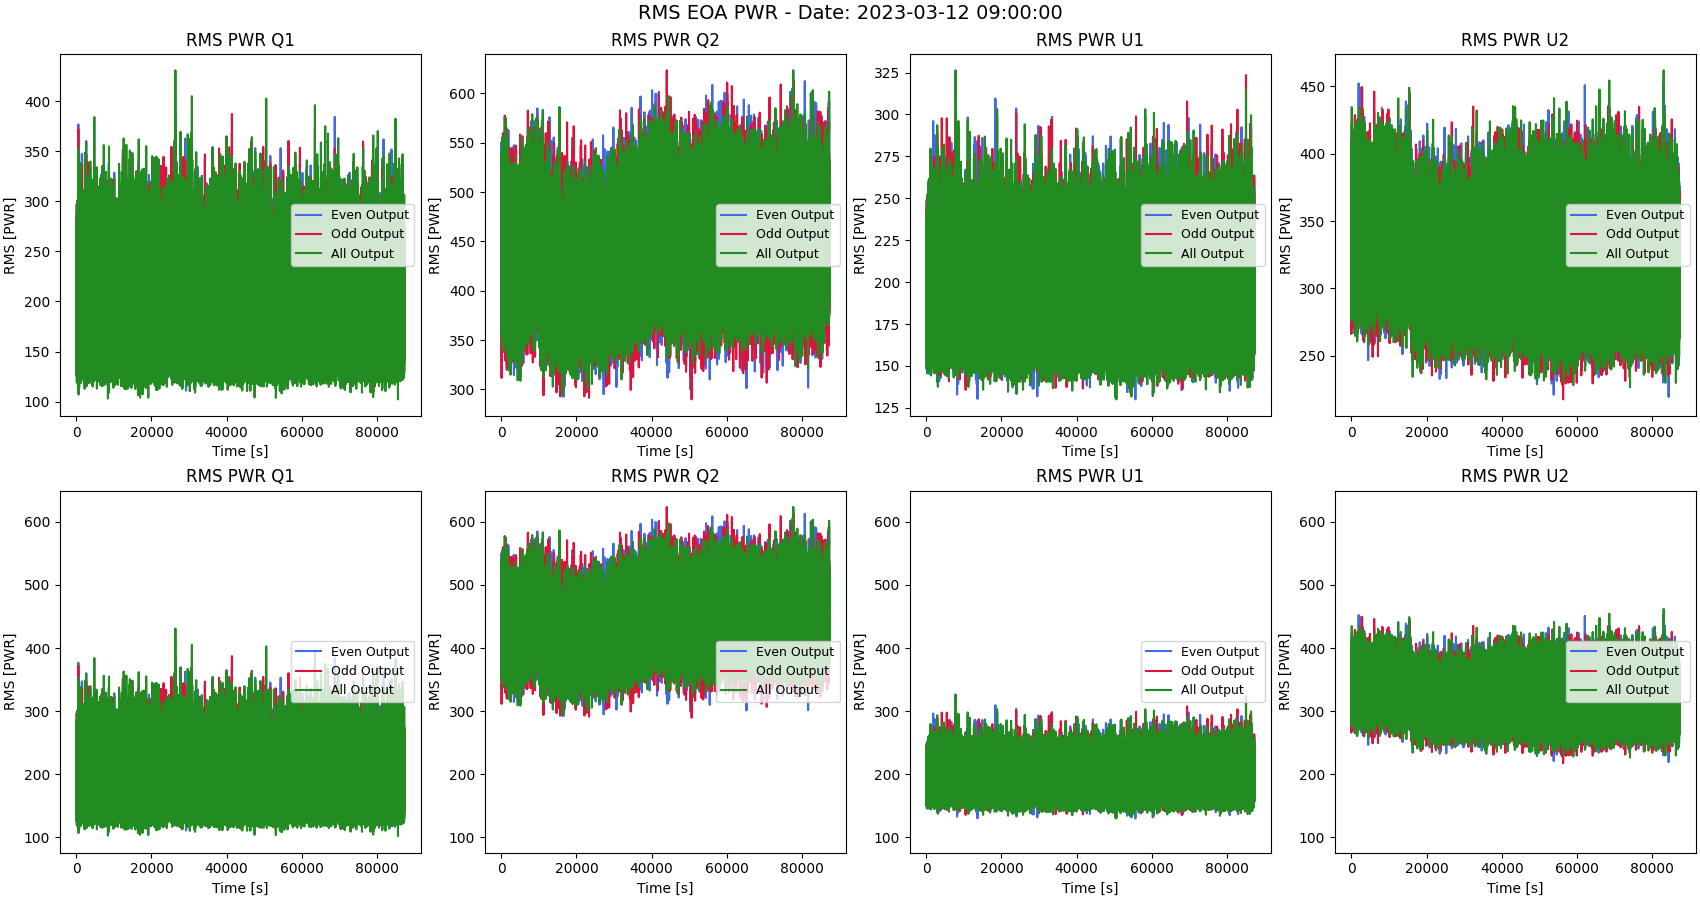 RMS EOA PWR - Date: 2023-03-12 09:00:00
RMS PWR Q1
RMS [PWR]
400
350
300
250
200
150
100
0 20000 40000 60000 80000
Time [s]
Even Output
Odd Output
All Output
RMS PWR Q2
RMS [PWR]
600
550
500
450
400
350
300
0 20000 40000 60000 80000
Time [s]
Even Output
Odd Output
All Output
RMS PWR U1
RMS [PWR]
325
300
275
250
225
200
175
150
125
0 20000 40000 60000 80000
Time [s]
Even Output
Odd Output
All Output
RMS PWR U2
RMS [PWR]
450
400
350
300
250
0 20000 40000 60000 80000
Time [s]
Even Output
Odd Output
All Output
RMS PWR Q1
RMS [PWR]
600
500
400
300
200
100
0 20000 40000 60000 80000
Time [s]
Even Output
Odd Output
All Output
RMS PWR Q2
RMS [PWR]
600
500
400
300
200
100
0 20000 40000 60000 80000
Time [s]
Even Output
Odd Output
All Output
RMS PWR U1
RMS [PWR]
600
500
400
300
200
100
0 20000 40000 60000 80000
Time [s]
Even Output
Odd Output
All Output
RMS PWR U2
RMS [PWR]
600
500
400
300
200
100
0 20000 40000 60000 80000
Time [s]
Even Output
Odd Output
All Output